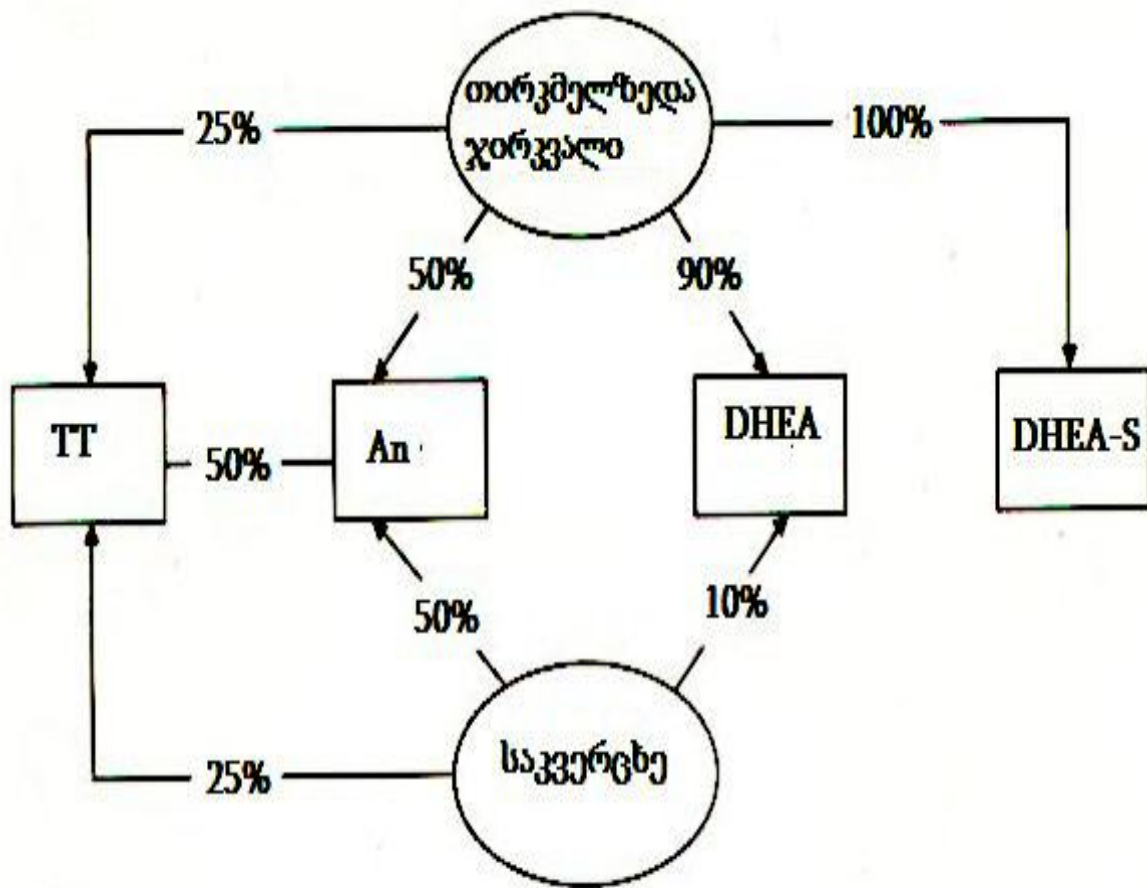 თირკმელზედა
ჯირკვალი
25%
100%
50%
90%
TT
50%
An
DHEA
DHEA-S
50%
10%
საკვერცხე
25%